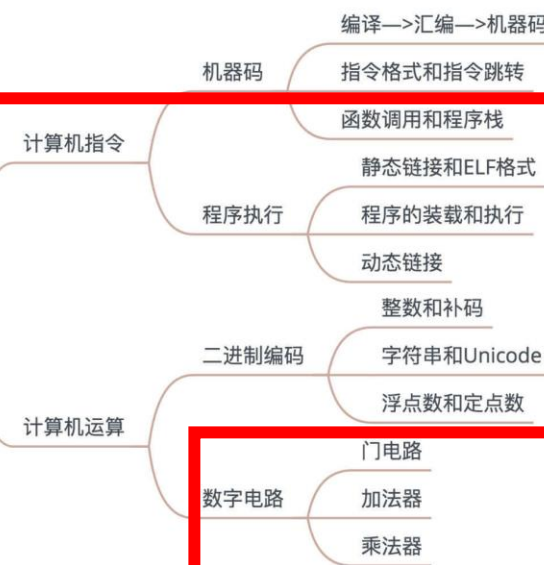 编译—>汇编—>机器码
机器码
指令格式和指令跳转
函数调用和程序栈
计算机指令
静态链接和ELF格式
程序执行
程序的装载和执行
动态链接
整数和补码
二进制编码
字符串和Unicode
浮点数和定点数
计算机运算
门电路
数字电路
加法器
乘法器